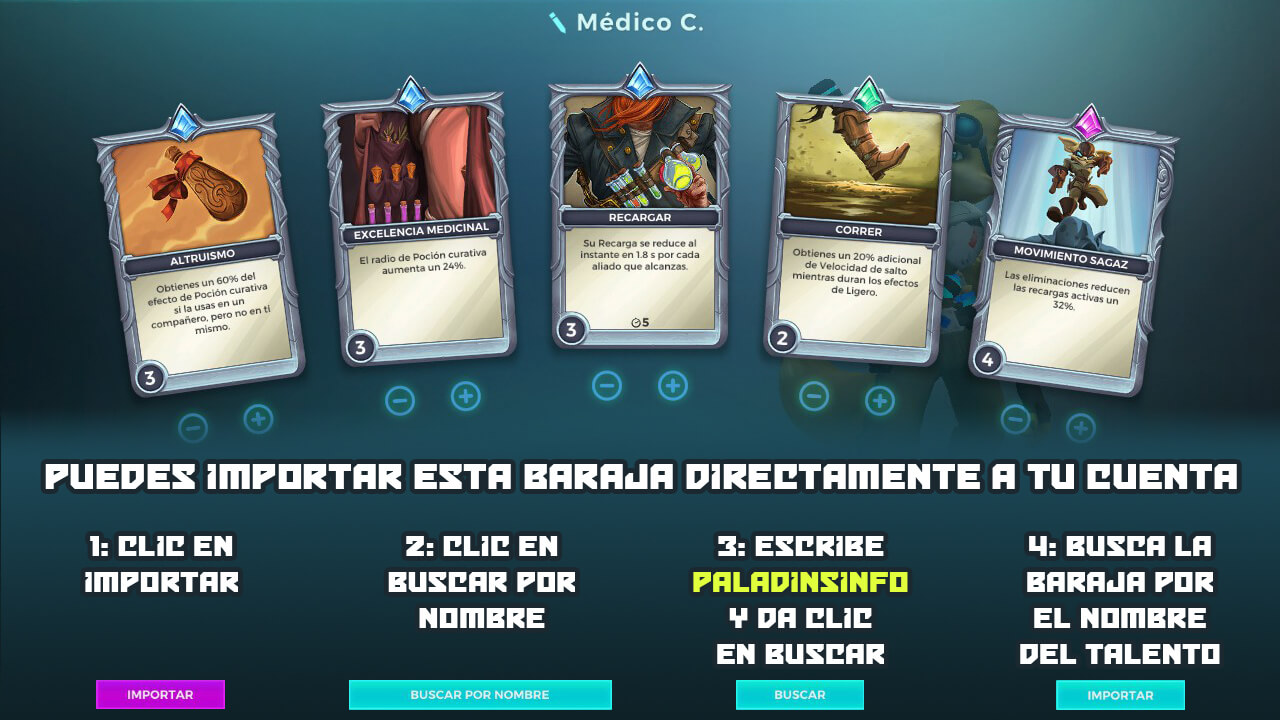 Médico C.
ALTRUISMO
Obtienes un 60% del
efecto de Poción curativa
si la usas en un
compañero, pero no en ti
mismo.
3
EXCELENCIA MEDICINAL
El radio de Poción curativa
aumenta un 24%.
3
RECARGAR
Su Recarga se reduce al
instante en 1.8 s por cada
aliado que alcanzas.
5
3
CORRER
Obtienes un 20% adicional
de Velocidad de salto
mientras duran los efectos
de Ligero.
2
MOVIMIENTO SAGAZ
Las eliminaciones reducen
las recargas activas un
32%.
4
PUEDES IMPORTAR ESTA BARAJA DIRECTAMENTE A TU CUENTA
1: CLIC EN
IMPORTAR
IMPORTAR
2: CLIC EN
BUSCAR POR
NOMBRE
BUSCAR POR NOMBRE
3: ESCRIBE
PALADINSINFO
Y DA CLIC
EN BUSCAR
BUSCAR
4: BUSCA LA
BARAJA POR
EL NOMBRE
DEL TALENTO
IMPORTAR